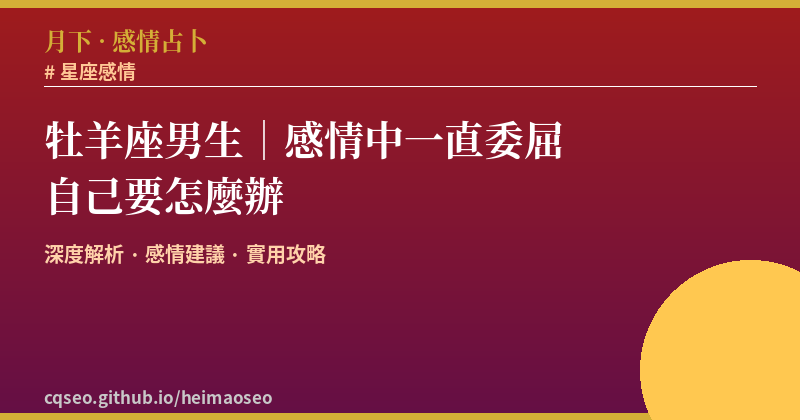 月下 · 感情占卜
# 星座感情
牡羊座男生｜感情中一直委屈
自己要怎麼辦
深度解析 · 感情建議 · 實用攻略
cqseo.github.io/heimaoseo